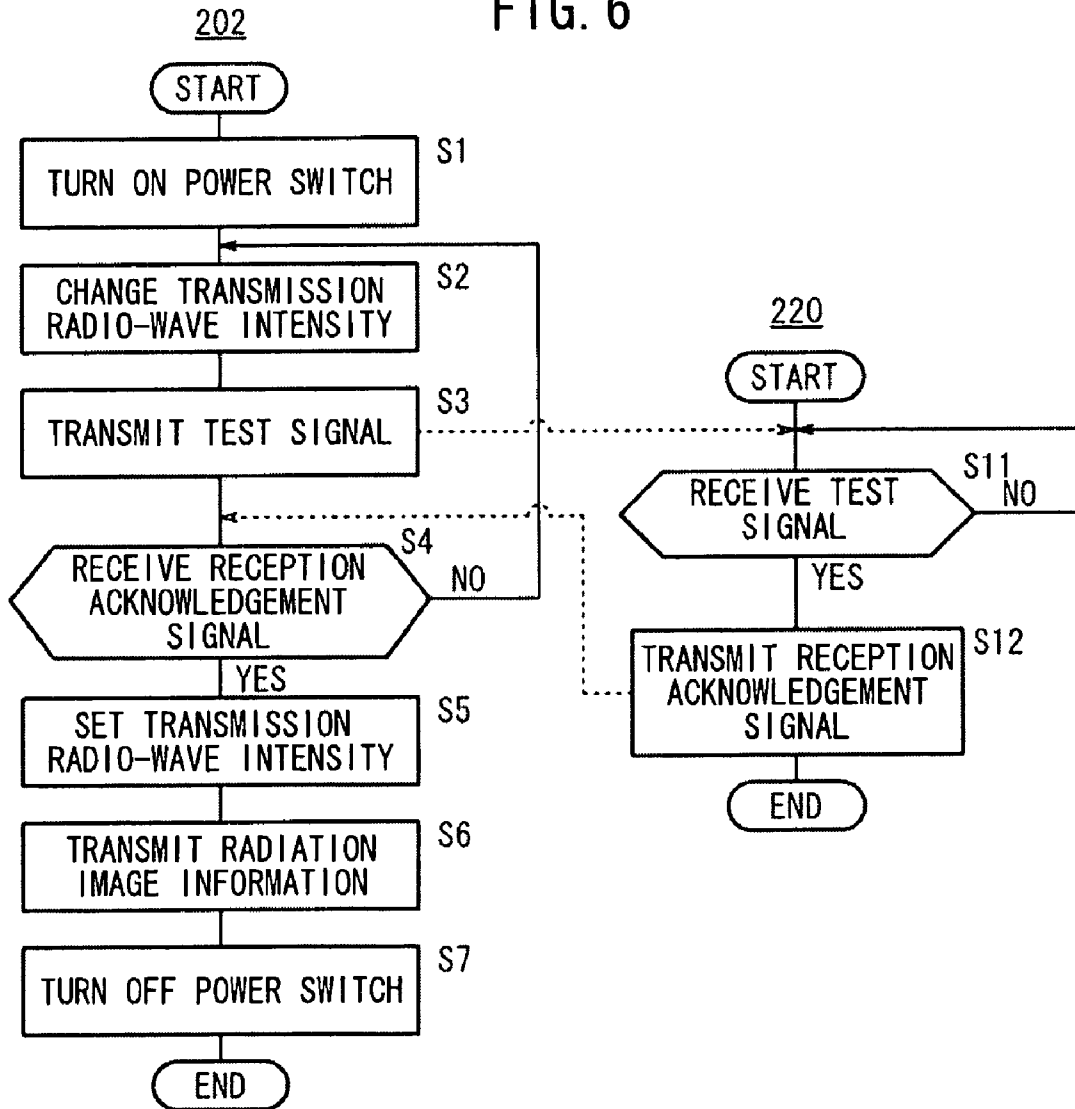 FIG. 6
202
START
S1
TURN ON POWER SWITCH
S2
CHANGE TRANSMISSION
RADIO-WAVE INTENSITY
S3
TRANSMIT TEST SIGNAL
S4
RECEIVE RECEPTION
ACKNOWLEDGEMENT
SIGNAL
NO
YES
S5
SET TRANSMISSION
RADIO-WAVE INTENSITY
S6
TRANSMIT RADIATION
IMAGE INFORMATION
S7
TURN OFF POWER SWITCH
END
220
START
S11
RECEIVE TEST
SIGNAL
NO
YES
S12
TRANSMIT RECEPTION
ACKNOWLEDGEMENT
SIGNAL
END